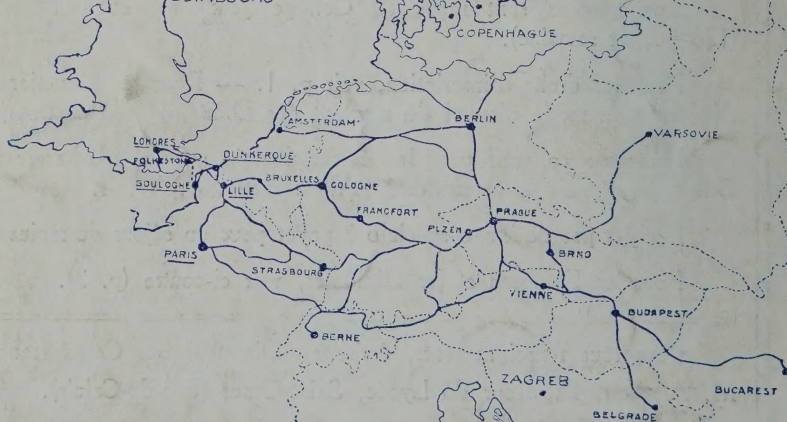 COPENHAGUE
AMSTERDAM
BERLIN
VARSOVIE
LONDRES
FOLKESTON
DUNKERQUE
BOULOGNE
LILLE
BRUXELLES
COLOGNE
FRANCFORT
PLZEN
PRAGUE
BRNO
PARIS
STRASBOURG
VIENNE
BUDAPEST
BERNE
ZAGREB
BUCAREST
BELGRADE